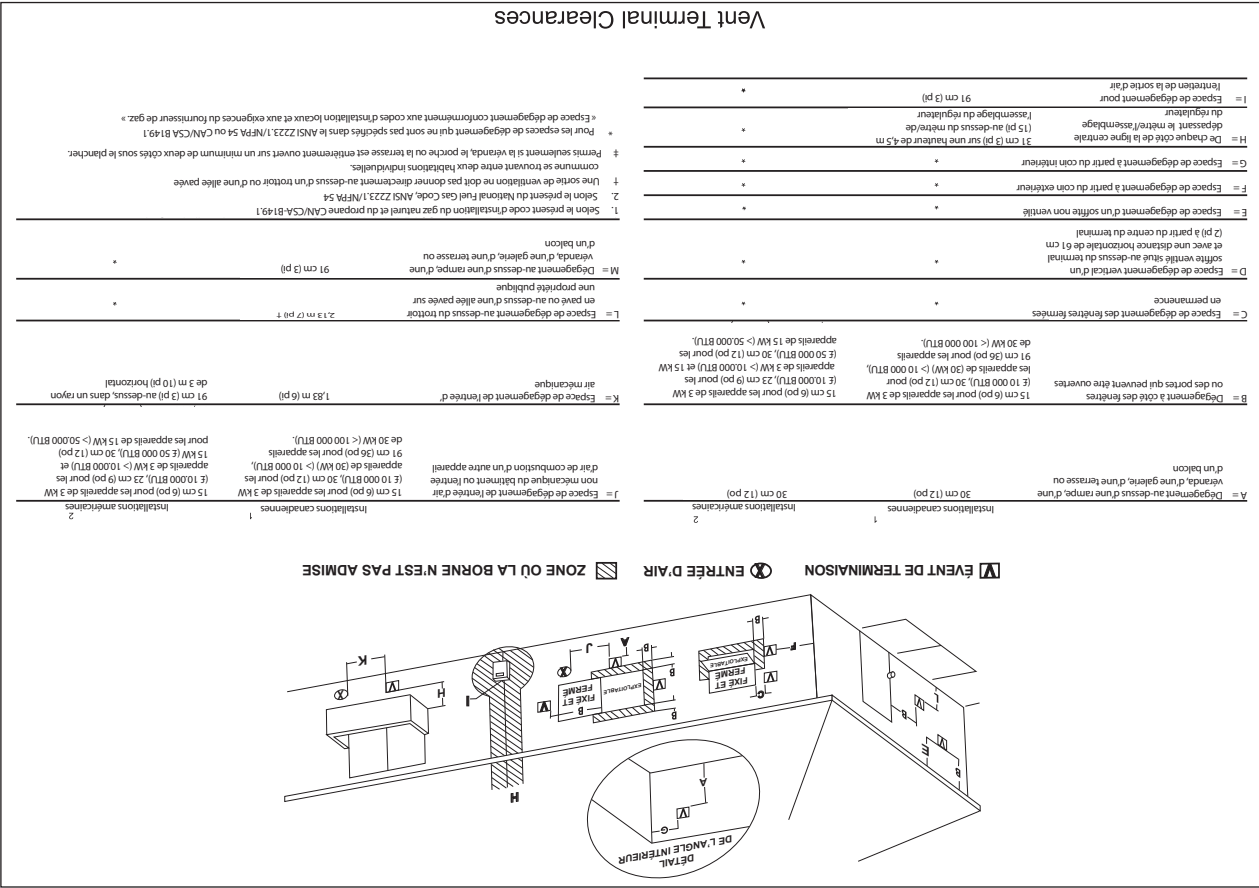 DÉTAIL
DE L'ANGLE INTÉRIEUR
G
V
A
H
B
E
V
L
V
B
C
V
FIXÉ ET
FERMÉ
EXPLOITABLE
F
V
B
B
V
B
EXPLOITABLE
FIXÉ ET
FERMÉ
B
V
B
V
A
J
X
I
H
V
K
X
V ÉVENT DE TERMINAISON
X ENTRÉE D'AIR
ZONE OÙ LA BORNE N'EST PAS ADMISE
Installations canadiennes 1
Installations américaines 2
A = Dégagement au-dessus d'une rampe, d'une
véranda, d'une galerie, d'une terrasse ou
d'un balcon
30 cm (12 po)
30 cm (12 po)
B = Dégagement à côté des fenêtres
ou des portes qui peuvent être ouvertes
15 cm (6 po) pour les appareils de 3 kW
(£ 10 000 BTU), 30 cm (12 po) pour
les appareils de (30 kW) (> 10 000 BTU),
91 cm (36 po) pour les appareils
de 30 kW (< 100 000 BTU).
15 cm (6 po) pour les appareils de 3 kW
(£ 10.000 BTU), 23 cm (9 po) pour les
appareils de 3 kW (> 10.000 BTU) et 15 kW
(£ 50 000 BTU), 30 cm (12 po) pour les
appareils de 15 kW (> 50.000 BTU).
C = Espace de dégagement des fenêtres fermées
en permanence
*
*
D = Espace de dégagement vertical d'un
soffite ventilé situé au-dessus du terminal
et avec une distance horizontale de 61 cm
(2 pi) à partir du centre du terminal
*
*
E = Espace de dégagement d'un soffite non ventilé
*
*
F = Espace de dégagement à partir du coin extérieur
*
*
G = Espace de dégagement à partir du coin intérieur
*
*
H = De chaque côté de la ligne centrale
dépassant le mètre/l'assemblage
du régulateur
31 cm (3 pi) sur une hauteur de 4,5 m
(15 pi) au-dessus du mètre/de
l'assemblage du régulateur
*
I = Espace de dégagement pour
l'entretien de la sortie d'air
91 cm (3 pi)
*
Installations canadiennes 1
Installations américaines 2
J = Espace de dégagement de l'entrée d'air
non mécanique du bâtiment ou l'entrée
d'air de combustion d'un autre appareil
15 cm (6 po) pour les appareils de 3 kW
(£ 10 000 BTU), 30 cm (12 po) pour les
appareils de (30 kW) (> 10 000 BTU),
91 cm (36 po) pour les appareils
de 30 kW (< 100 000 BTU).
15 cm (6 po) pour les appareils de 3 kW
(£ 10.000 BTU), 23 cm (9 po) pour les
appareils de 3 kW (> 10.000 BTU) et
15 kW (£ 50 000 BTU), 30 cm (12 po)
pour les appareils de 15 kW (> 50.000 BTU).
K = Espace de dégagement de l'entrée d'
air mécanique
1,83 m (6 pi)
91 cm (3 pi) au-dessus, dans un rayon
de 3 m (10 pi) horizontal
L = Espace de dégagement au-dessus du trottoir
en pavé ou au-dessus d'une allée pavée sur
une propriété publique
2,13 m (7 pi) †
*
M = Dégagement au-dessus d'une rampe, d'une
véranda, d'une galerie, d'une terrasse ou
d'un balcon
91 cm (3 pi)
*
1. Selon le présent code d'installation du gaz naturel et du propane CAN/CSA-B149.1
2. Selon le présent du National Fuel Gas Code, ANSI Z223.1/NFPA 54
† Une sortie de ventilation ne doit pas donner directement au-dessus d'un trottoir ou d'une allée pavée
commune se trouvant entre deux habitations individuelles.
‡ Permis seulement si la véranda, le porche ou la terrasse est entièrement ouvert sur un minimum de deux côtés sous le plancher.
* Pour les espaces de dégagement qui ne sont pas spécifiés dans le ANSI Z223.1/NFPA 54 ou CAN/CSA B149.1
« Espace de dégagement conformément aux codes d'installation locaux et aux exigences du fournisseur de gaz. »
Vent Terminal Clearances